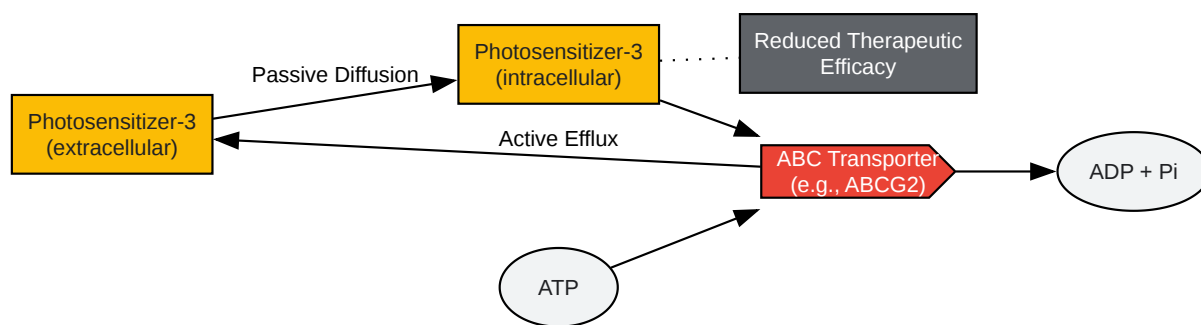 Photosensitizer-3
(extracellular)
Passive Diffusion
Photosensitizer-3
(intracellular)
Reduced Therapeutic
Efficacy
Active Efflux
ABC Transporter
(e.g., ABCG2)
ADP + Pi
ATP